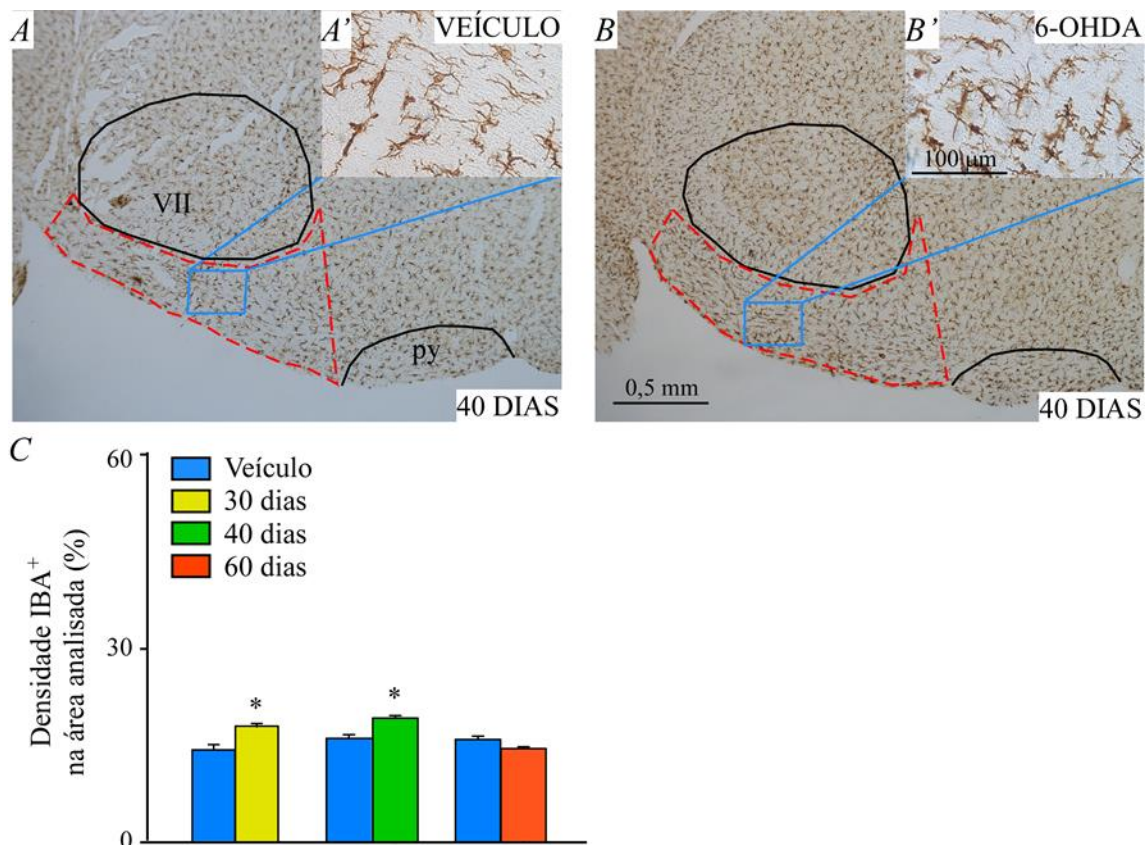 A
A'
VEÍCULO
VII
py
40 DIAS
B
B'
6-OHDA
100 µm
0,5 mm
40 DIAS
C
Densidade IBA+
na área analisada (%)
60
30
0
Veículo
30 dias
40 dias
60 dias
*
*